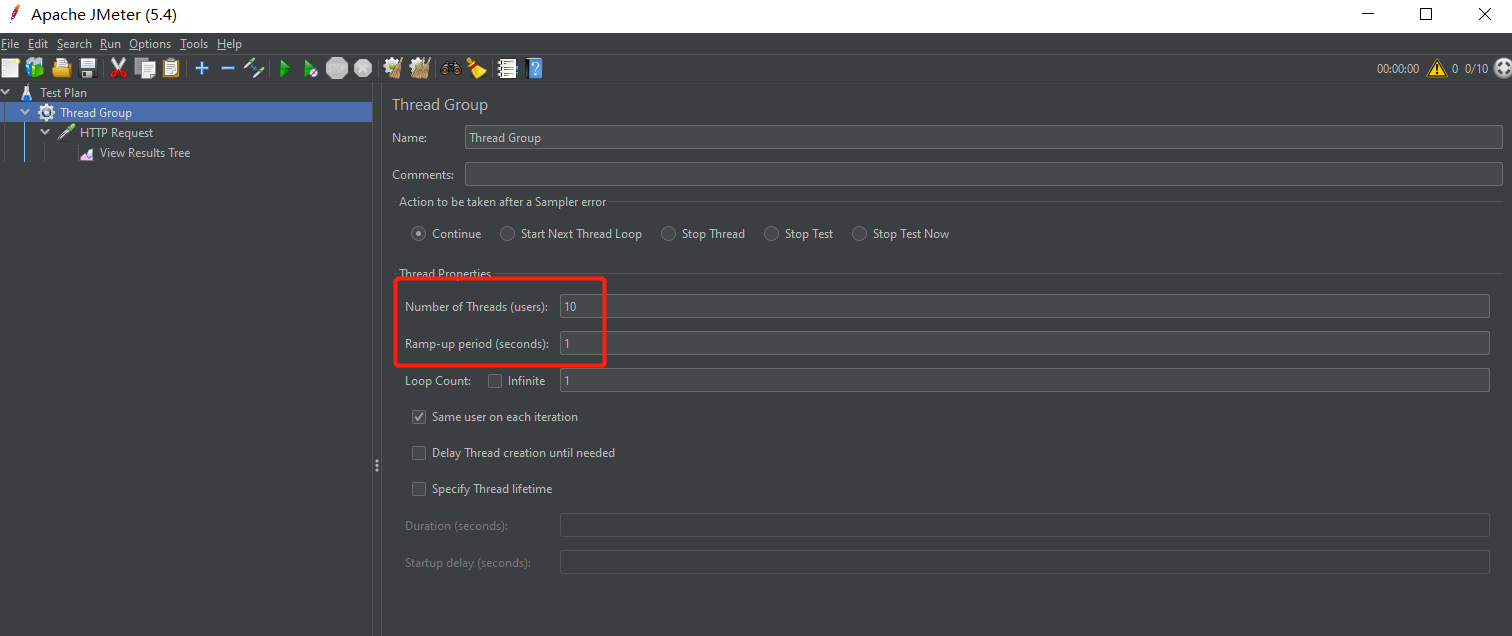 Apache JMeter (5.4)
File Edit Search Run Options Tools Help
STOP 00:00:00 0 0/10
Test Plan
Thread Group
HTTP Request
View Results Tree
Thread Group
Name: Thread Group
Comments:
Action to be taken after a Sampler error
Continue Start Next Thread Loop Stop Thread Stop Test Stop Test Now
Thread Properties
Number of Threads (users): 10
Ramp-up period (seconds): 1
Loop Count: Infinite 1
Same user on each iteration
Delay Thread creation until needed
Specify Thread lifetime
Duration (seconds):
Startup delay (seconds):